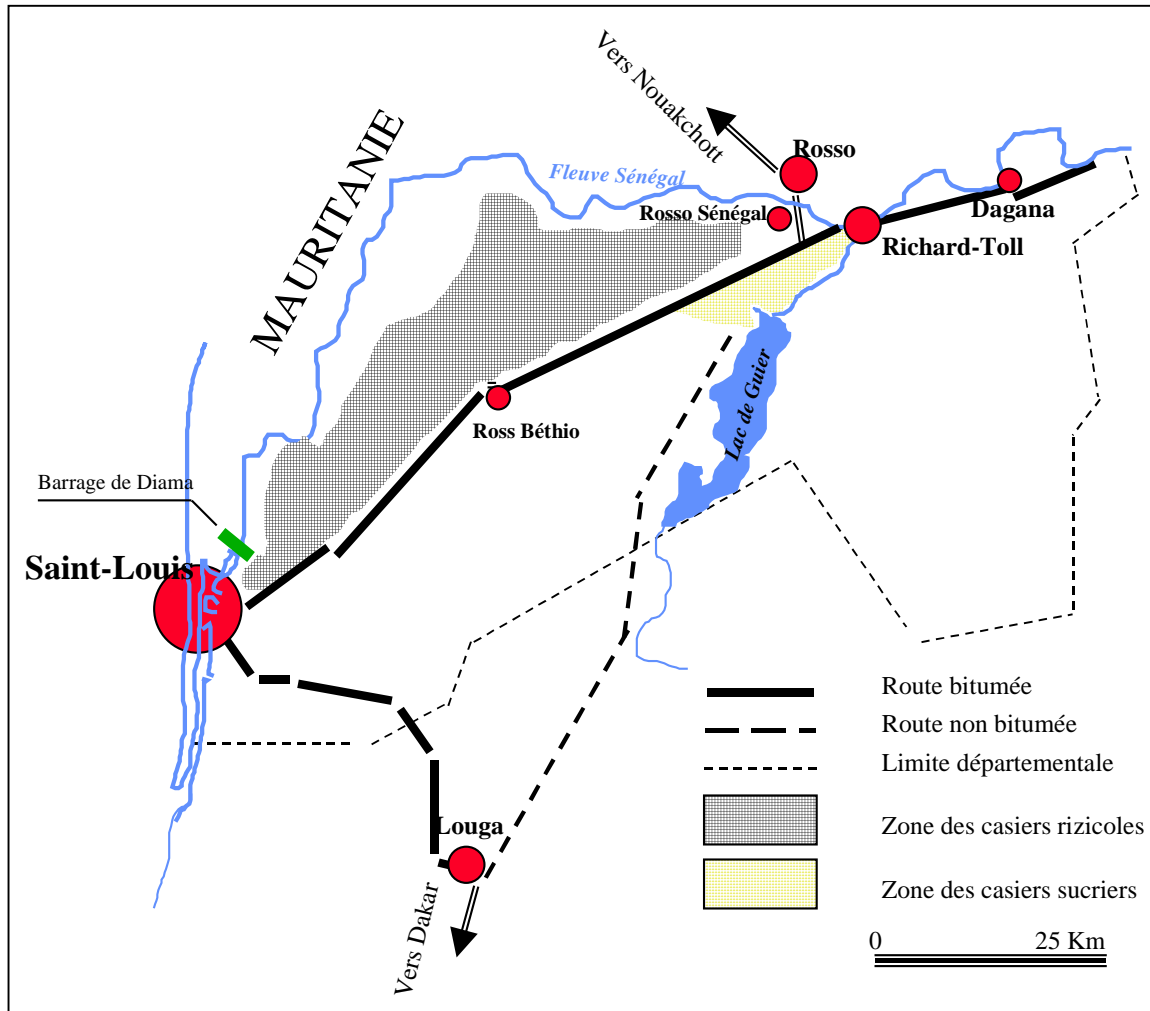 Vers Nouakchott
MAURITANIE
Rosso
Fleuve Sénégal
Rosso Sénégal
Dagana
Richard-Toll
Lac de Guier
Ross Béthio
Barrage de Diama
Saint-Louis
Route bitumée
Route non bitumée
Limite départementale
Louga
Zone des casiers rizicoles
Zone des casiers sucriers
Vers Dakar
0 25 Km